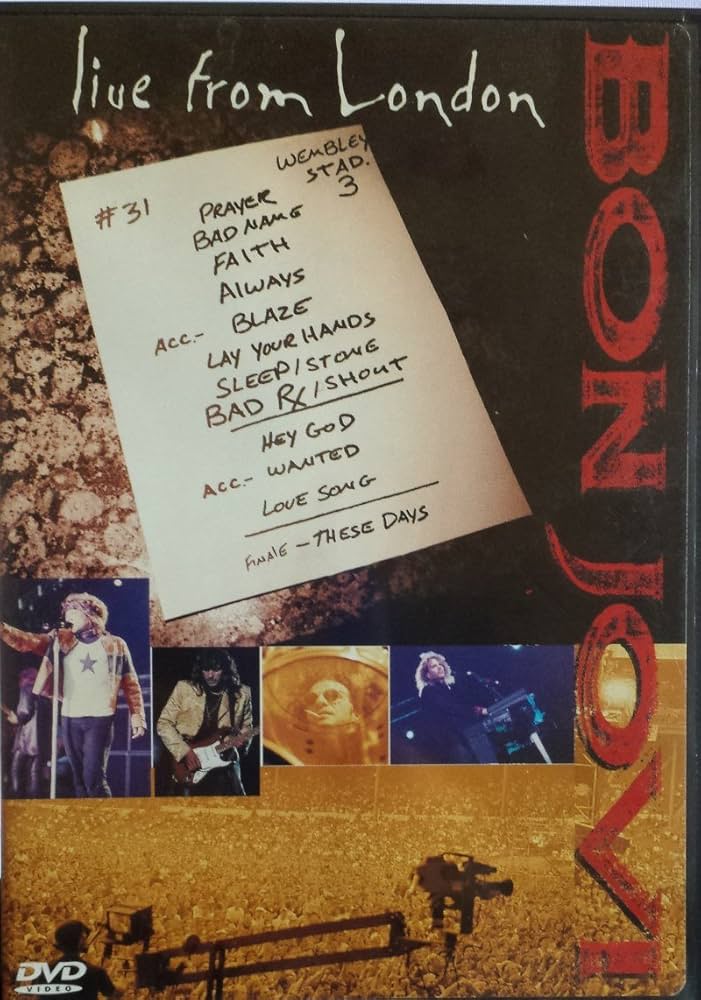 live from London
BON JOVI
WEMBLEY
STAD.
3
#31
PRAYER
BAD NAME
FAITH
ALWAYS
ACC.- BLAZE
LAY YOUR HANDS
SLEEP/STONE
BAD Rx/SHOUT
HEY GOD
ACC- WANTED
LOVE SONG
FINALE - THESE DAYS
DVD
VIDEO